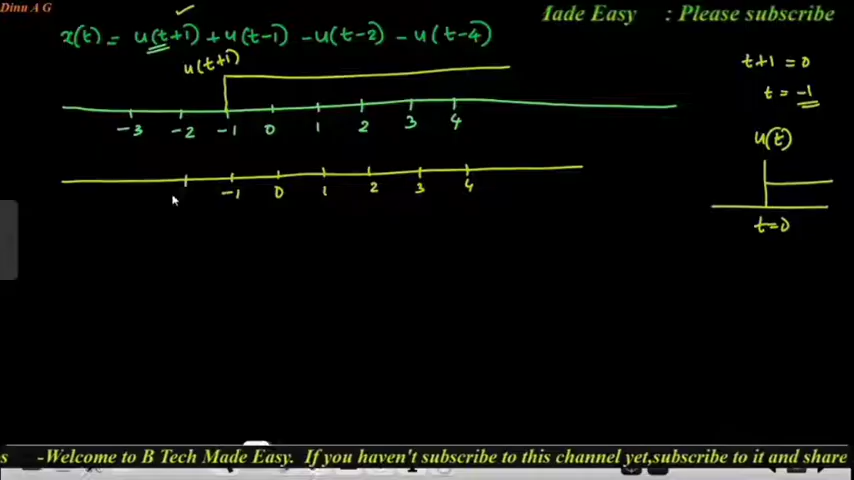 Dinu A G
Made Easy : Please subscribe
x(t) = u(t+1) + u(t-1) - u(t-2) - u(t-4)
u(t+1)
t+1 = 0
t = -1
-3 -2 -1 0 1 2 3 4
u(t)
-1 0 1 2 3 4
t=0
s -Welcome to B Tech Made Easy. If you haven't subscribe to this channel yet,subscribe to it and share